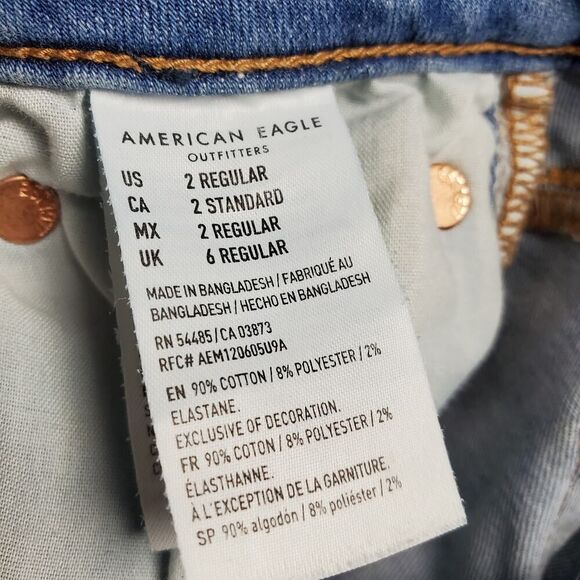 AMERICAN EAGLE
OUTFITTERS
US 2 REGULAR
CA 2 STANDARD
MX 2 REGULAR
UK 6 REGULAR
MADE IN BANGLADESH / FABRIQUÉ AU
BANGLADESH / HECHO EN BANGLADESH
RN 54485 / CA 03873
RFC# AEM120605U9A
EN 90% COTTON / 8% POLYESTER / 2%
ELASTANE.
EXCLUSIVE OF DECORATION.
FR 90% COTON / 8% POLYESTER / 2%
ÉLASTHANNE.
À L'EXCEPTION DE LA GARNITURE.
SP 90% algodón / 8% poliéster / 2%